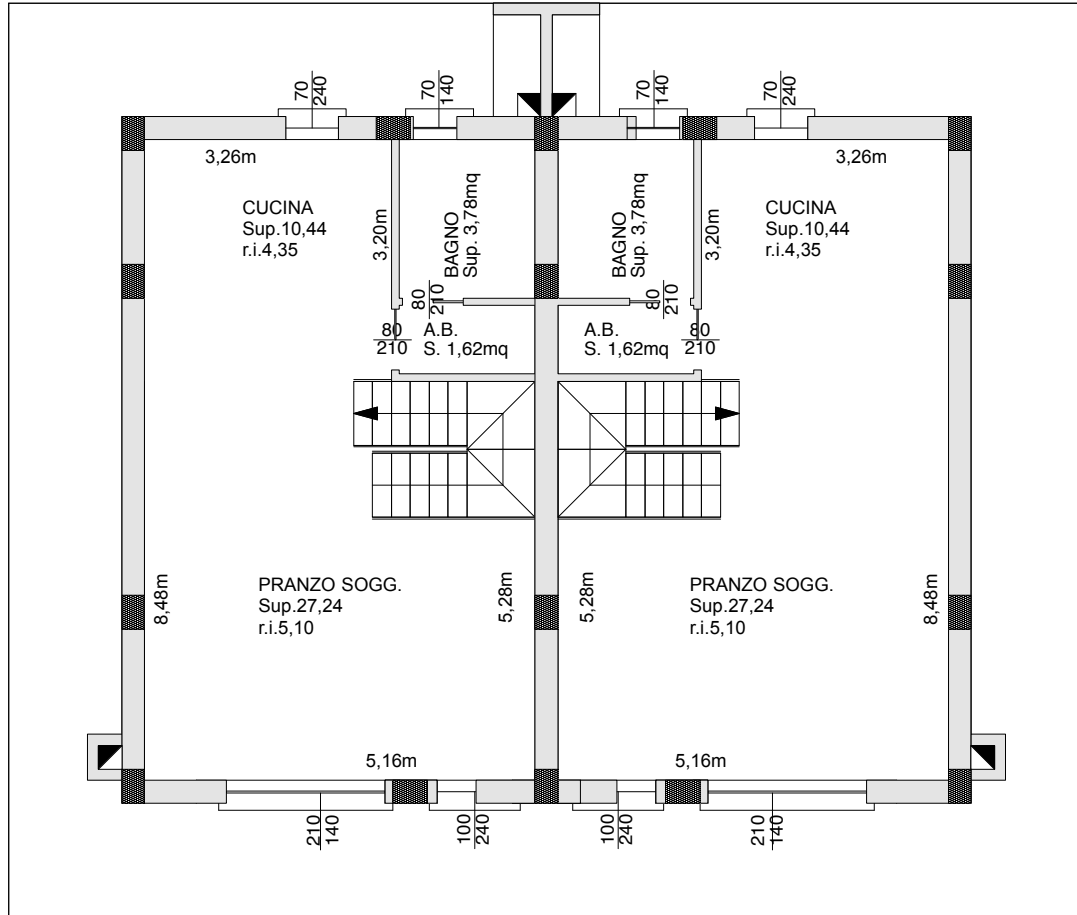 70
240
70
140
70
140
70
240
3,26m
3,26m
CUCINA
Sup.10,44
r.i.4,35
3,20m
BAGNO
Sup. 3,78mq
BAGNO
Sup. 3,78mq
3,20m
CUCINA
Sup.10,44
r.i.4,35
80
210
80
210
80
210
A.B.
S. 1,62mq
A.B.
S. 1,62mq
80
210
8,48m
PRANZO SOGG.
Sup.27,24
r.i.5,10
5,28m
5,28m
PRANZO SOGG.
Sup.27,24
r.i.5,10
8,48m
5,16m
5,16m
210
140
100
240
100
240
210
140